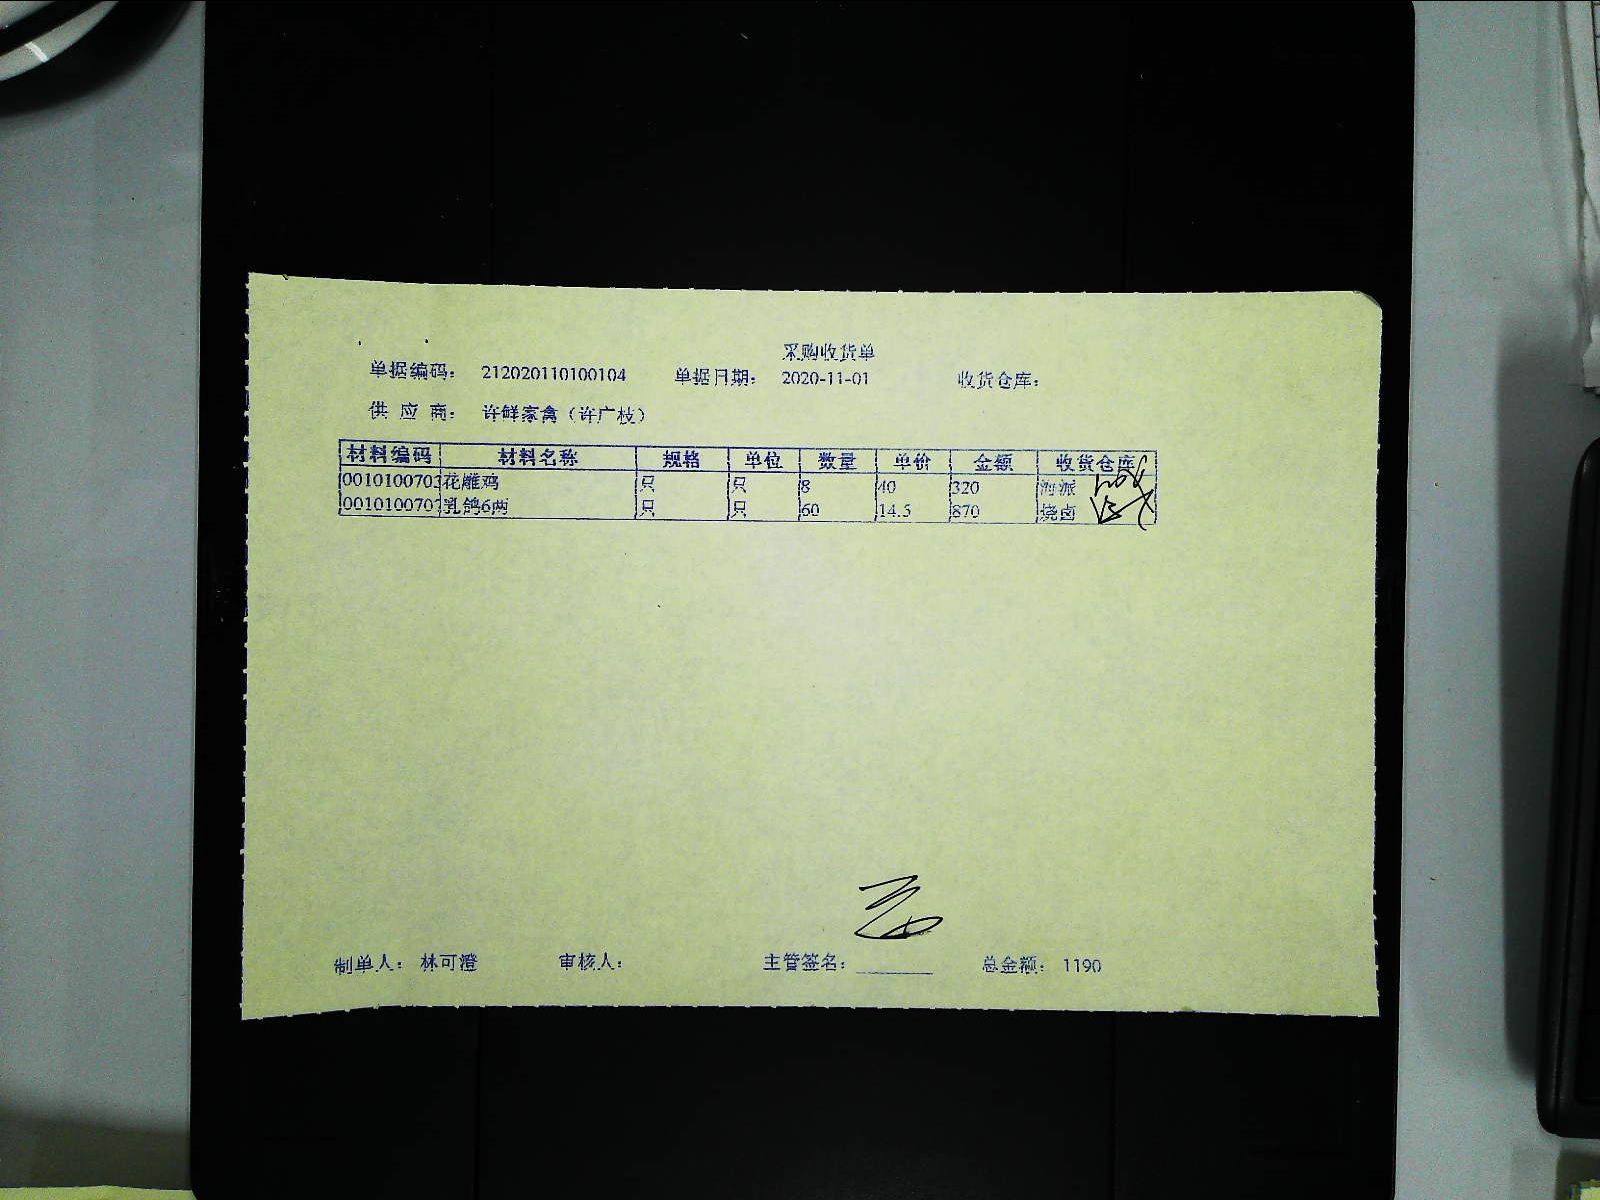 采购收货单
单据编码： 212020110100104 单据日期： 2020-11-01 收货仓库：
供 应 商： 许鲜家禽（许广枝）
材料编码 材料名称 规格 单位 数量 单价 金额 收货仓库
0010100703 花雕鸡 只 只 8 40 320 海派
0010100707 乳鸽6两 只 只 60 14.5 870 烧卤
制单人： 林可澄 审核人： 主管签名： 总金额： 1190